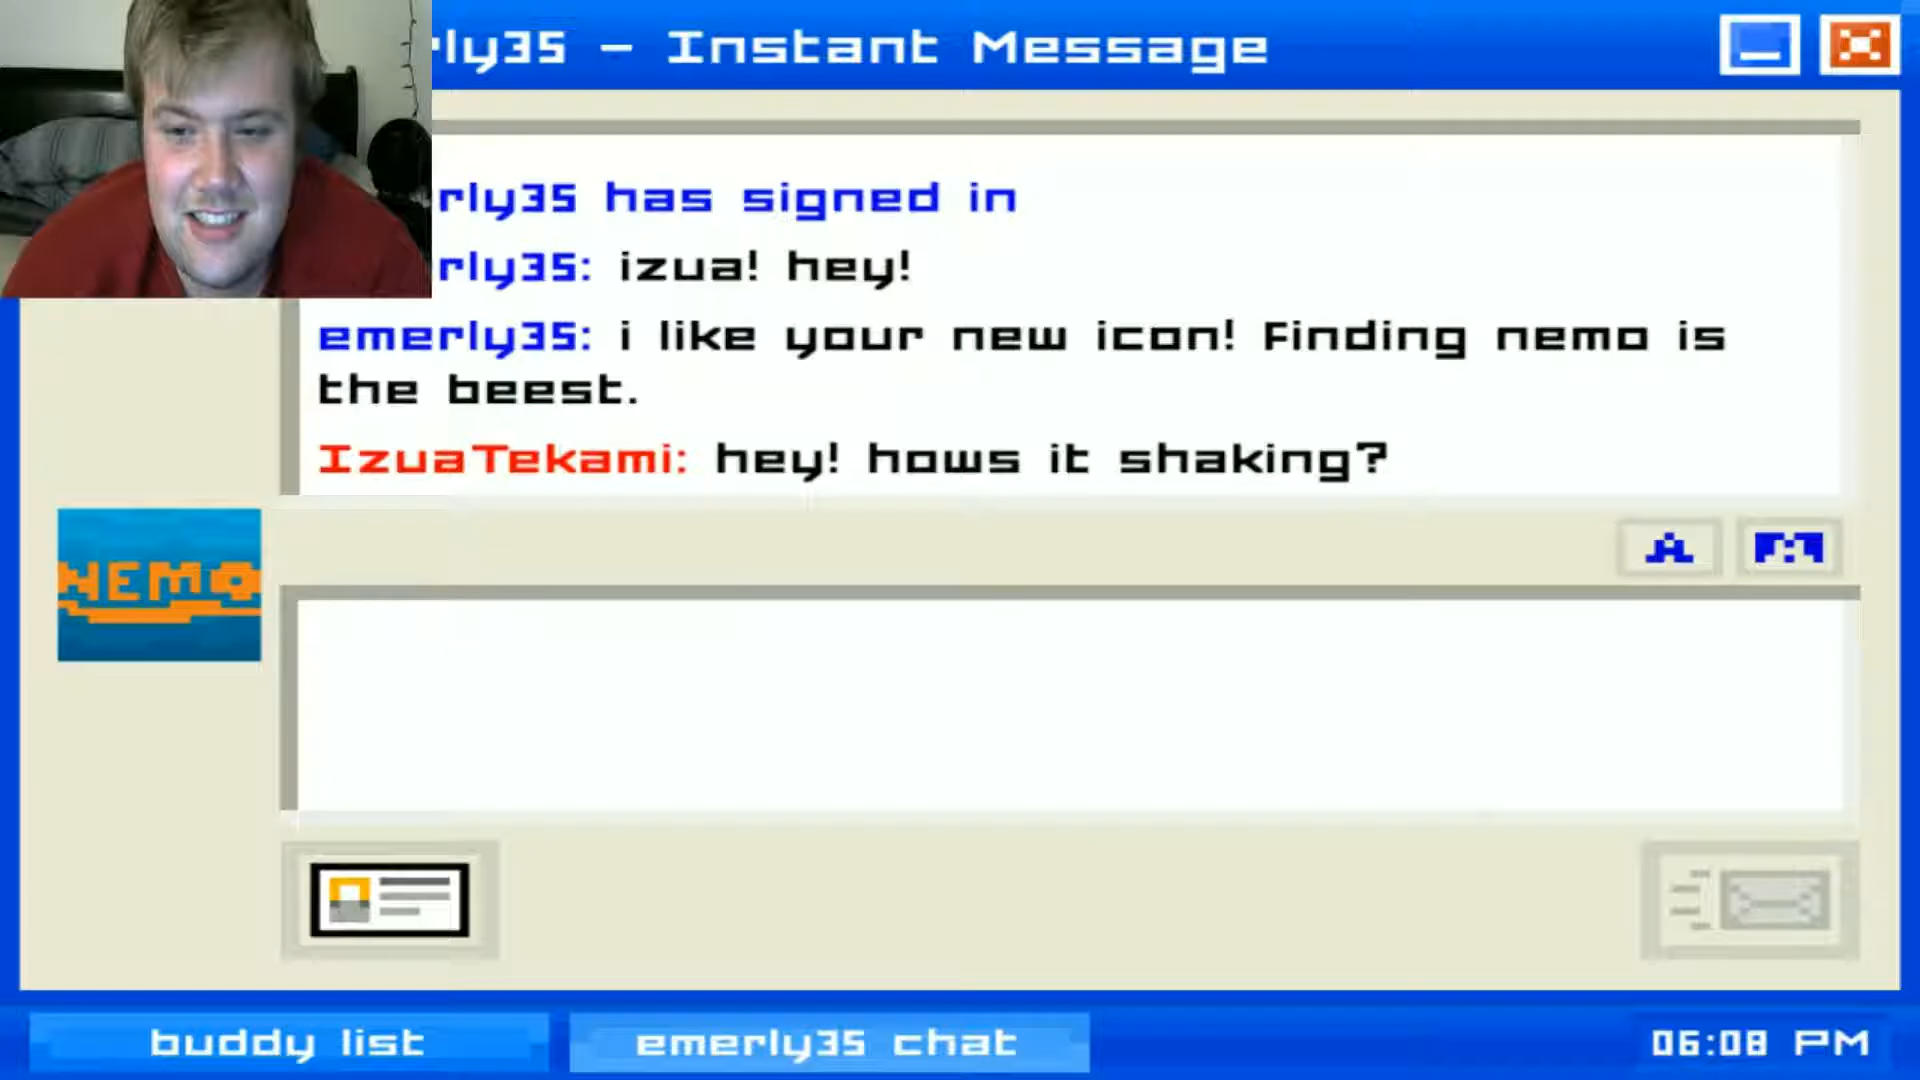 rly35 - Instant Message
rly35 has signed in
rly35: izua! hey!
emerly35: i like your new icon! Finding nemo is
the beest.
IzuaTekami: hey! hows it shaking?
A
NEMO
buddy list
emerly35 chat
06:08 PM